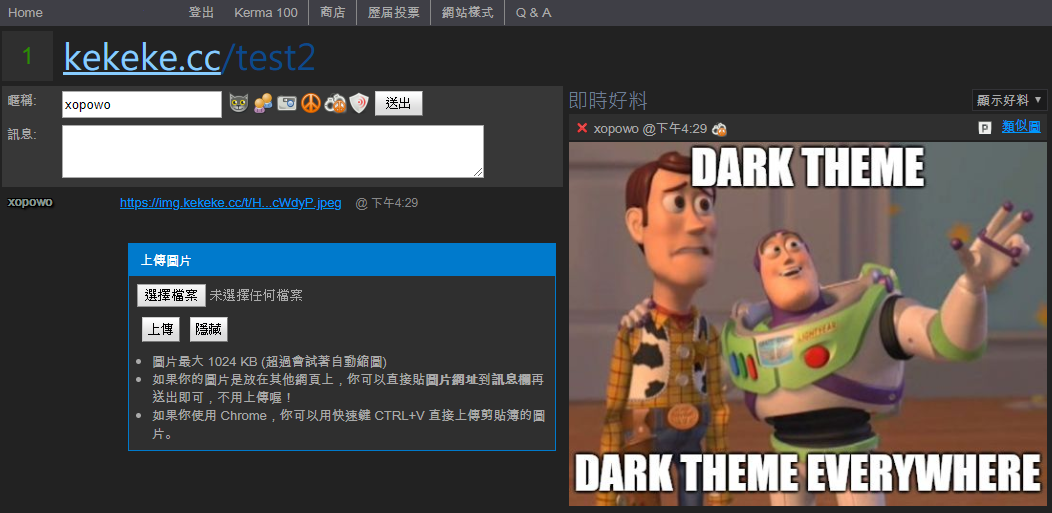 Home 登出 Kerma 100 商店 歷屆投票 網站樣式 Q & A
1 kekeke.cc/test2
暱稱: xopowo 送出
訊息:
xopowo https://img.kekeke.cc/t/H...cWdyP.jpeg @ 下午4:29
上傳圖片
選擇檔案 未選擇任何檔案
上傳 隱藏
圖片最大 1024 KB (超過會試著自動縮圖)
如果你的圖片是放在其他網頁上，你可以直接貼圖片網址到訊息欄再
送出即可，不用上傳喔！
如果你使用 Chrome，你可以用快速鍵 CTRL+V 直接上傳剪貼簿的圖
片。
即時好料 顯示好料 ▼
xopowo @下午4:29 P 類似圖
DARK THEME
LIGHTYEAR
DARK THEME EVERYWHERE